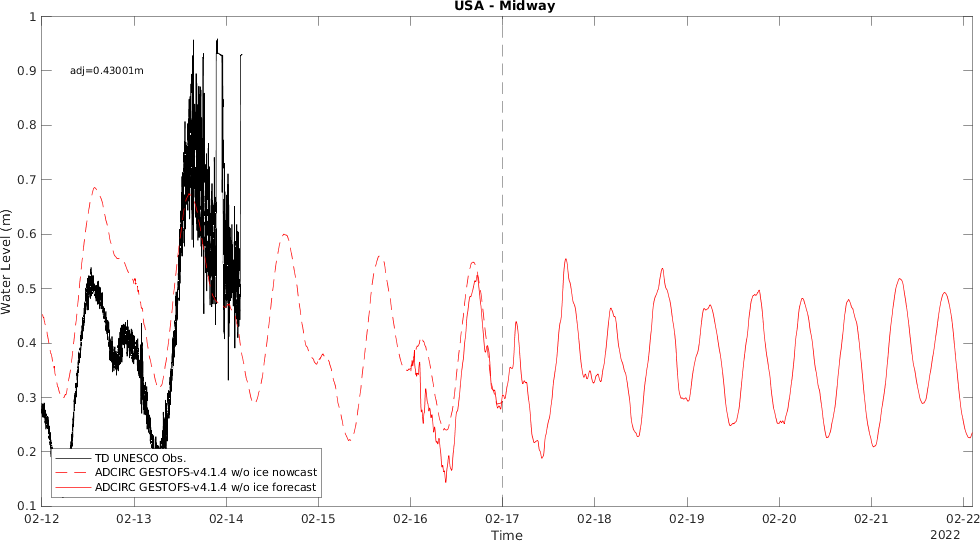 USA - Midway
1
0.9
0.8
0.7
0.6
0.5
0.4
0.3
0.2
0.1
Water Level (m)
adj=0.43001m
TD UNESCO Obs.
ADCIRC GESTOFS-v4.1.4 w/o ice nowcast
ADCIRC GESTOFS-v4.1.4 w/o ice forecast
02-12 02-13 02-14 02-15 02-16 02-17 02-18 02-19 02-20 02-21 02-22
Time
2022